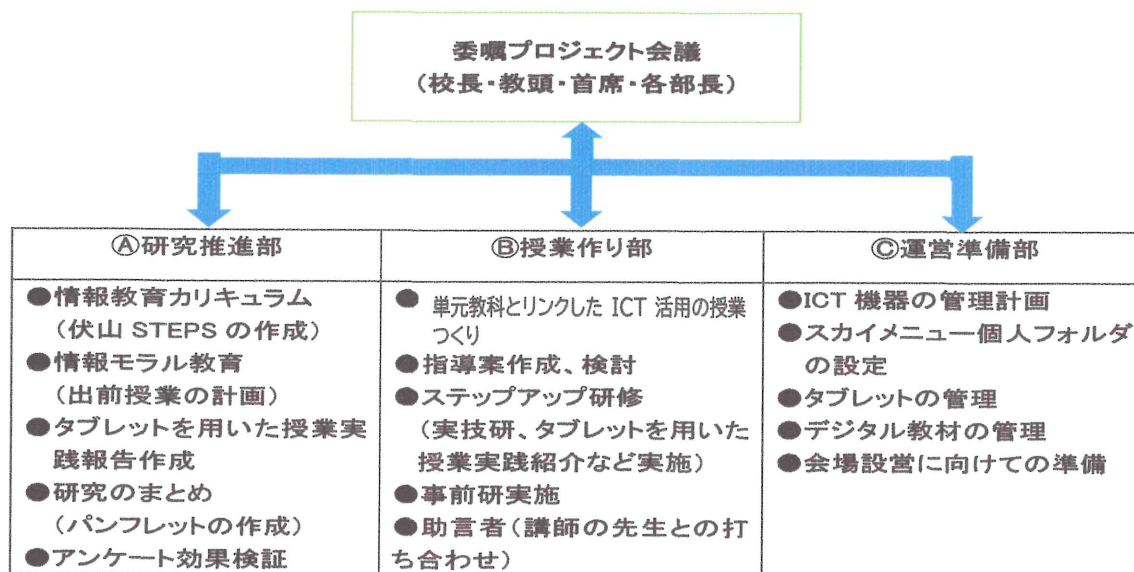 委嘱プロジェクト会議
(校長・教頭・首席・各部長)
Ⓐ研究推進部
●情報教育カリキュラム
(伏山 STEPS の作成)
●情報モラル教育
(出前授業の計画)
●タブレットを用いた授業実
践報告作成
●研究のまとめ
(パンフレットの作成)
●アンケート効果検証
Ⓑ授業作り部
● 単元教科とリンクした ICT 活用の授業
つくり
●指導案作成、検討
●ステップアップ研修
(実技研、タブレットを用いた
授業実践紹介など実施)
●事前研実施
●助言者(講師の先生との打
ち合わせ)
Ⓒ運営準備部
●ICT 機器の管理計画
●スカイメニュー個人フォルダ
の設定
●タブレットの管理
●デジタル教材の管理
●会場設営に向けての準備